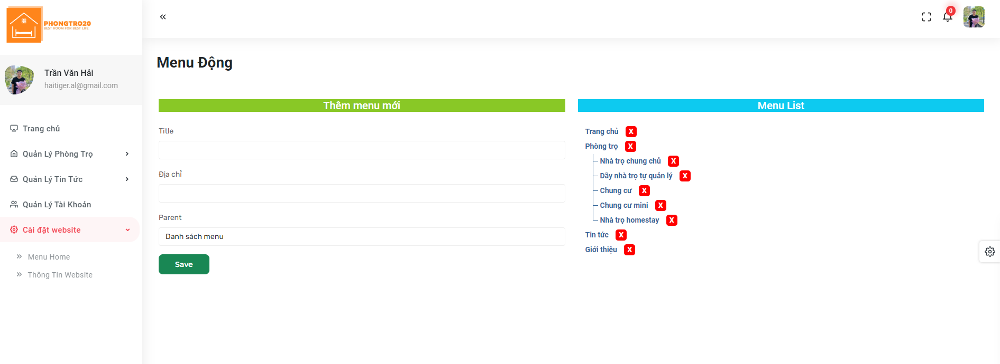 PHONGTRO20
BEST ROOM FOR BEST LIFE
0
Trần Văn Hải
haitiger.al@gmail.com
Trang chủ
Quản Lý Phòng Trọ
Quản Lý Tin Tức
Quản Lý Tài Khoản
Cài đặt website
Menu Home
Thông Tin Website
Menu Động
Thêm menu mới
Title
Địa chỉ
Parent
Danh sách menu
Save
Menu List
Trang chủ X
Phòng trọ X
Nhà trọ chung chủ X
Dãy nhà trọ tự quản lý X
Chung cư X
Chung cư mini X
Nhà trọ homestay X
Tin tức X
Giới thiệu X